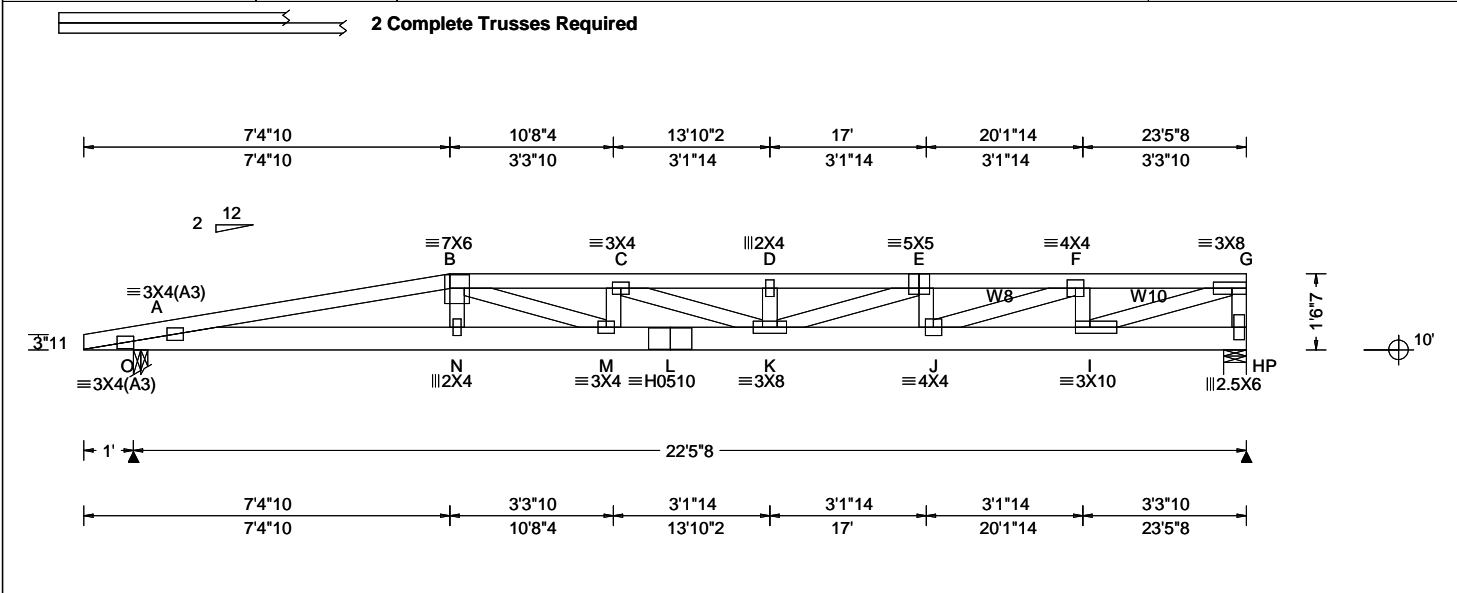 2 Complete Trusses Required
7'4"10 10'8"4 13'10"2 17' 20'1"14 23'5"8
7'4"10 3'3"10 3'1"14 3'1"14 3'1"14 3'3"10
12
2
≡7X6 ≡3X4 |||2X4 ≡5X5 ≡4X4 ≡3X8
B C D E F G
≡3X4(A3)
A
W8 W10
1'6"7
3"11
10'
O N M L K J I HP
≡3X4(A3) |||2X4 ≡3X4 ≡H0510 ≡3X8 ≡4X4 ≡3X10 |||2.5X6
1' 22'5"8
7'4"10 3'3"10 3'1"14 3'1"14 3'1"14 3'3"10
7'4"10 10'8"4 13'10"2 17' 20'1"14 23'5"8